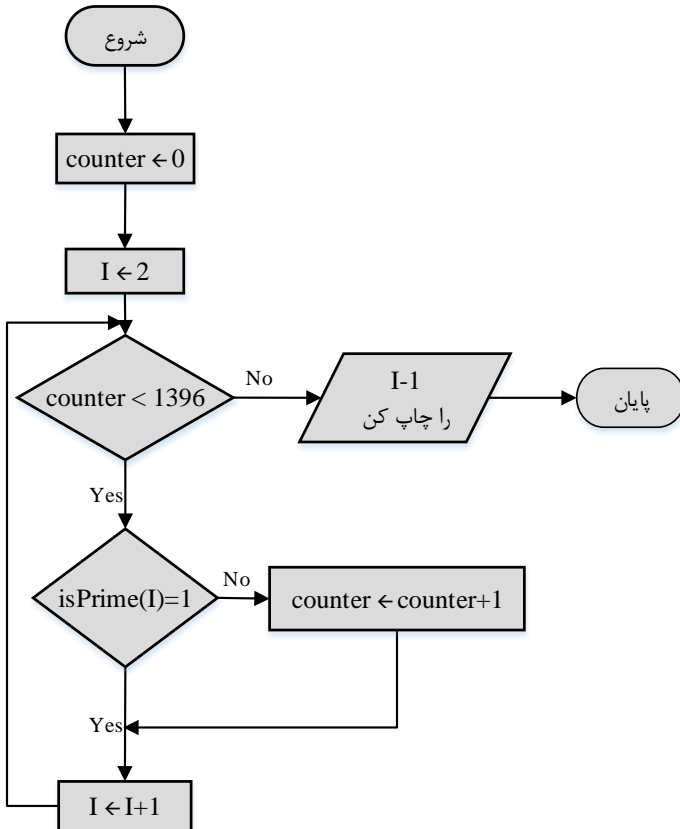 شروع
counter ← 0
I ← 2
counter < 1396
No
I-1
را چاپ کن
پایان
Yes
isPrime(I)=1
No
counter ← counter+1
Yes
I ← I+1